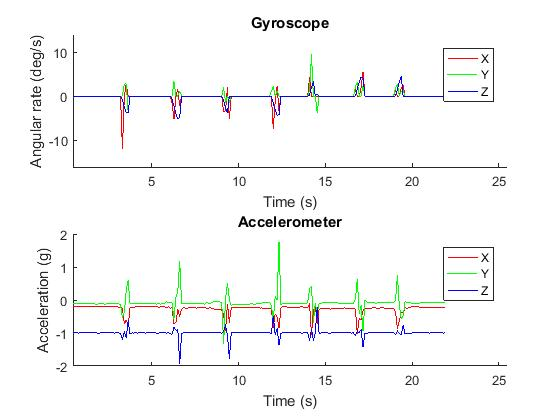 Gyroscope
Angular rate (deg/s)
10
0
-10
X
Y
Z
5 10 15 20 25
Time (s)
Accelerometer
Acceleration (g)
2
1
0
-1
-2
X
Y
Z
5 10 15 20 25
Time (s)